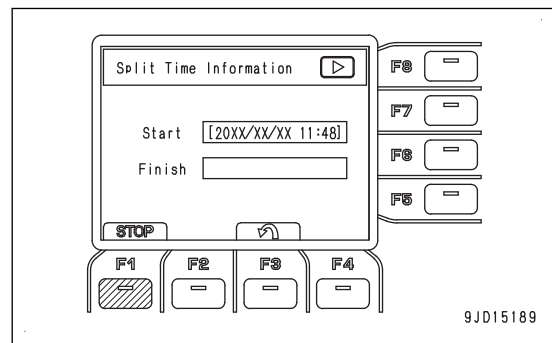 Split Time Information
F8
F7
Start [20XX/XX/XX 11:48]
F6
Finish
F5
STOP
F1 F2 F3 F4
9JD15189